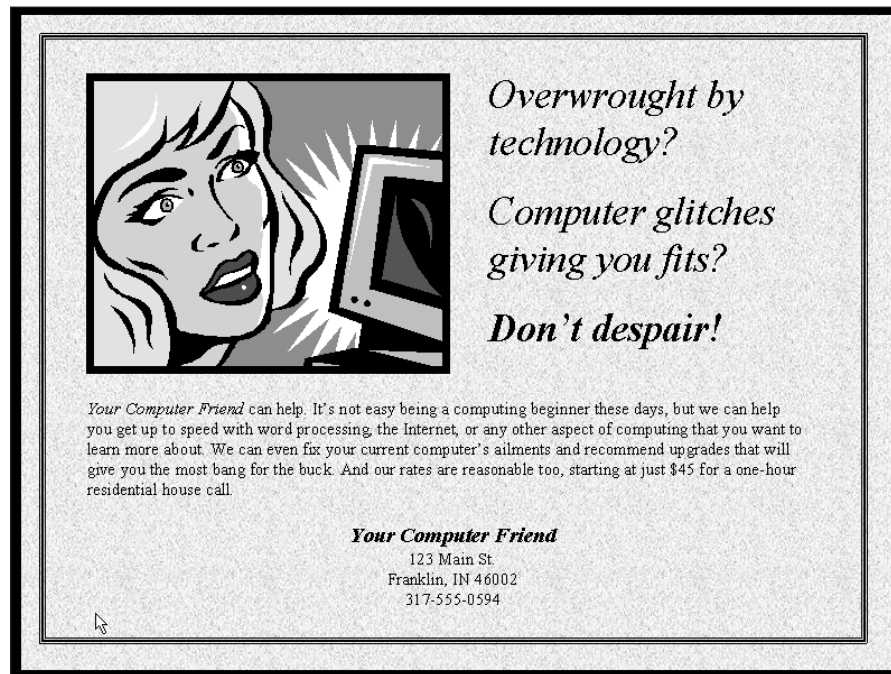 Overwrought by
technology?
Computer glitches
giving you fits?
Don't despair!
Your Computer Friend can help. It's not easy being a computing beginner these days, but we can help
you get up to speed with word processing, the Internet, or any other aspect of computing that you want to
learn more about. We can even fix your current computer's ailments and recommend upgrades that will
give you the most bang for the buck. And our rates are reasonable too, starting at just $45 for a one-hour
residential house call.
Your Computer Friend
123 Main St.
Franklin, IN 46002
317-555-0594